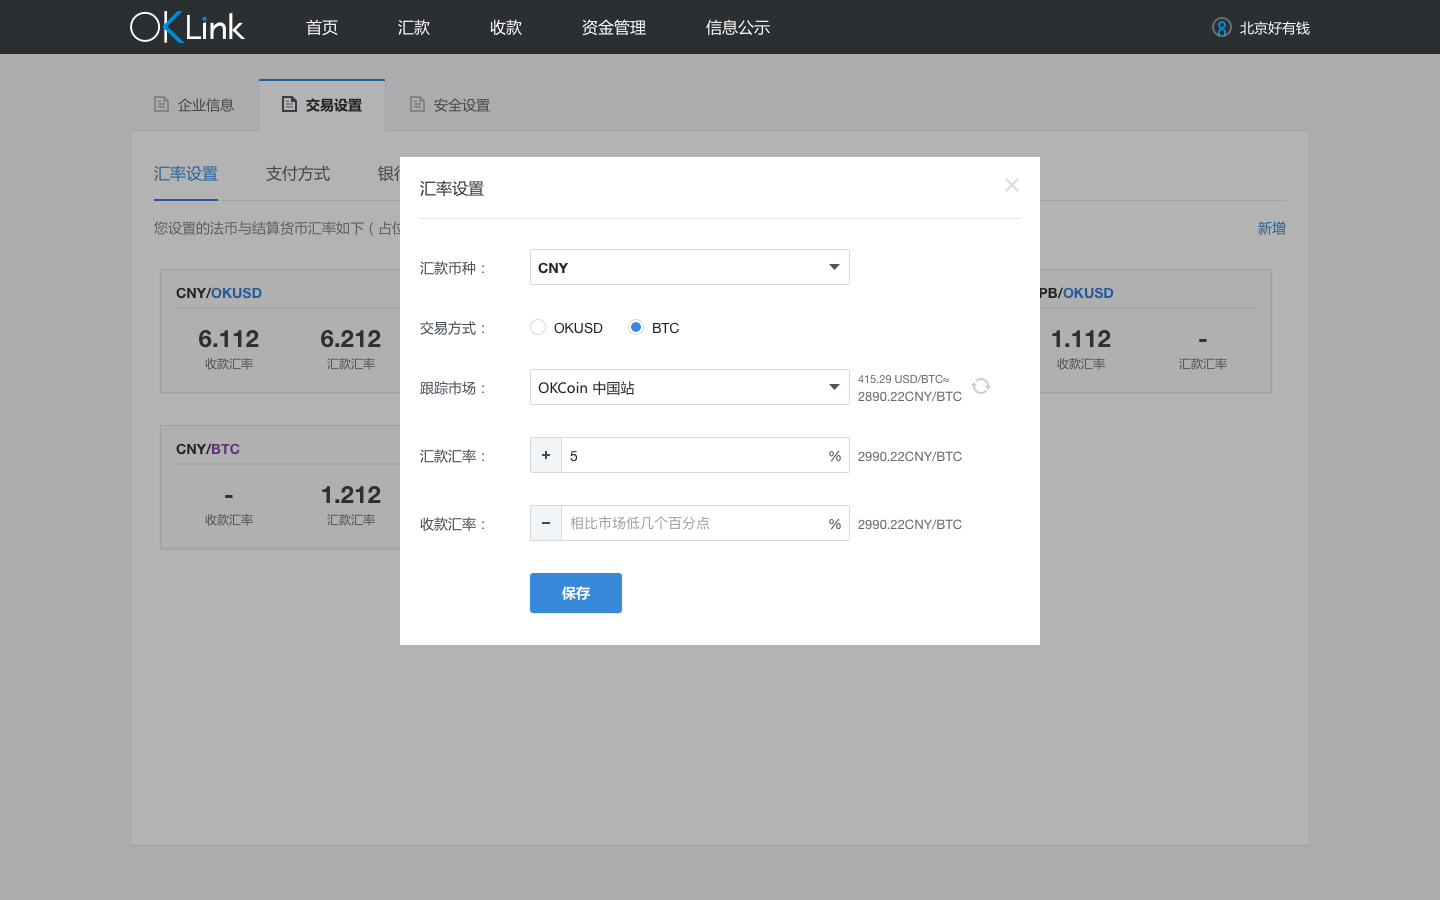 OKLink 首页 汇款 收款 资金管理 信息公示 北京好有钱
企业信息 交易设置 安全设置
汇率设置 支付方式
您设置的法币与结算货币汇率如下（占
新增
CNY/OKUSD
6.112 6.212
收款汇率 汇款汇率
PB/OKUSD
1.112 -
收款汇率 汇款汇率
CNY/BTC
- 1.212
收款汇率 汇款汇率
汇率设置
汇款币种： CNY
交易方式： OKUSD BTC
跟踪市场： OKCoin 中国站 415.29 USD/BTC≈
2890.22CNY/BTC
汇款汇率： + 5 % 2990.22CNY/BTC
收款汇率： − 相比市场低几个百分点 % 2990.22CNY/BTC
保存